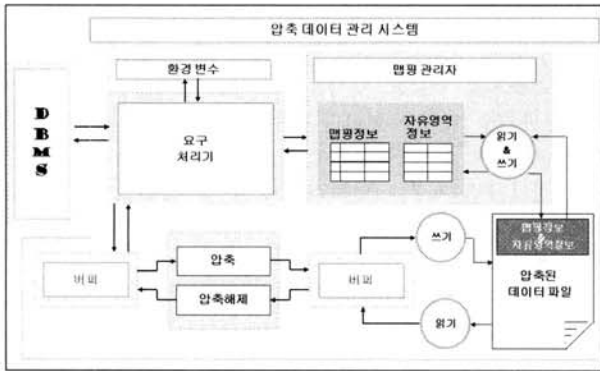 압축 데이터 관리 시스템
환경 변수
맵핑 관리자
DBMS
요구
처리기
맵핑정보
자유영역
정보
읽기
&
쓰기
맵핑정보
&
자유영역정보
압축된
데이터 파일
쓰기
버퍼
압축
압축해제
버퍼
읽기